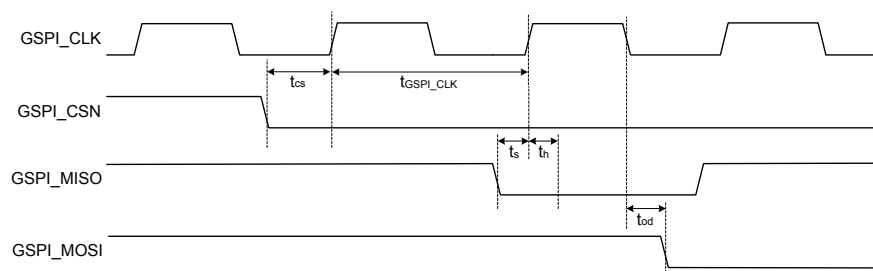 GSPI_CLK
tcs
tGSPI_CLK
GSPI_CSN
ts
th
GSPI_MISO
tod
GSPI_MOSI